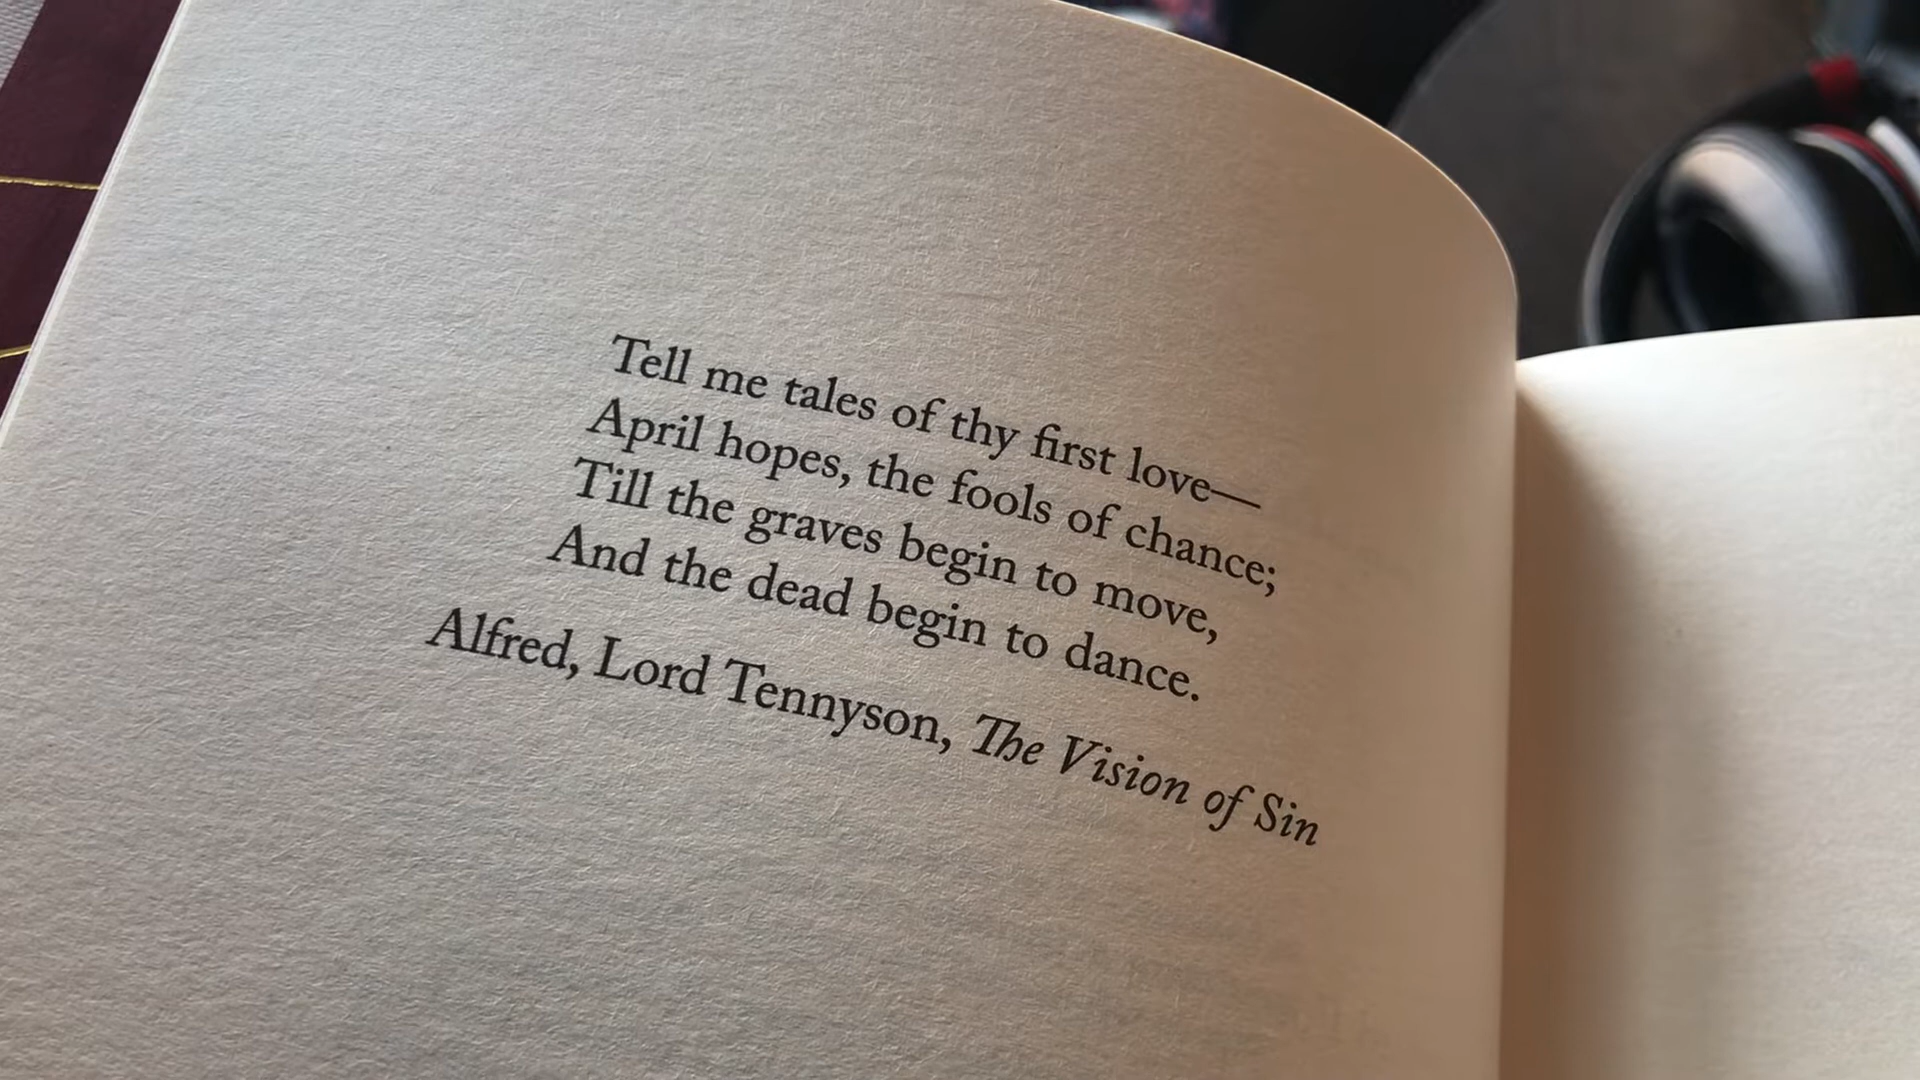 Tell me tales of thy first love—
April hopes, the fools of chance;
Till the graves begin to move,
And the dead begin to dance.
Alfred, Lord Tennyson, The Vision of Sin